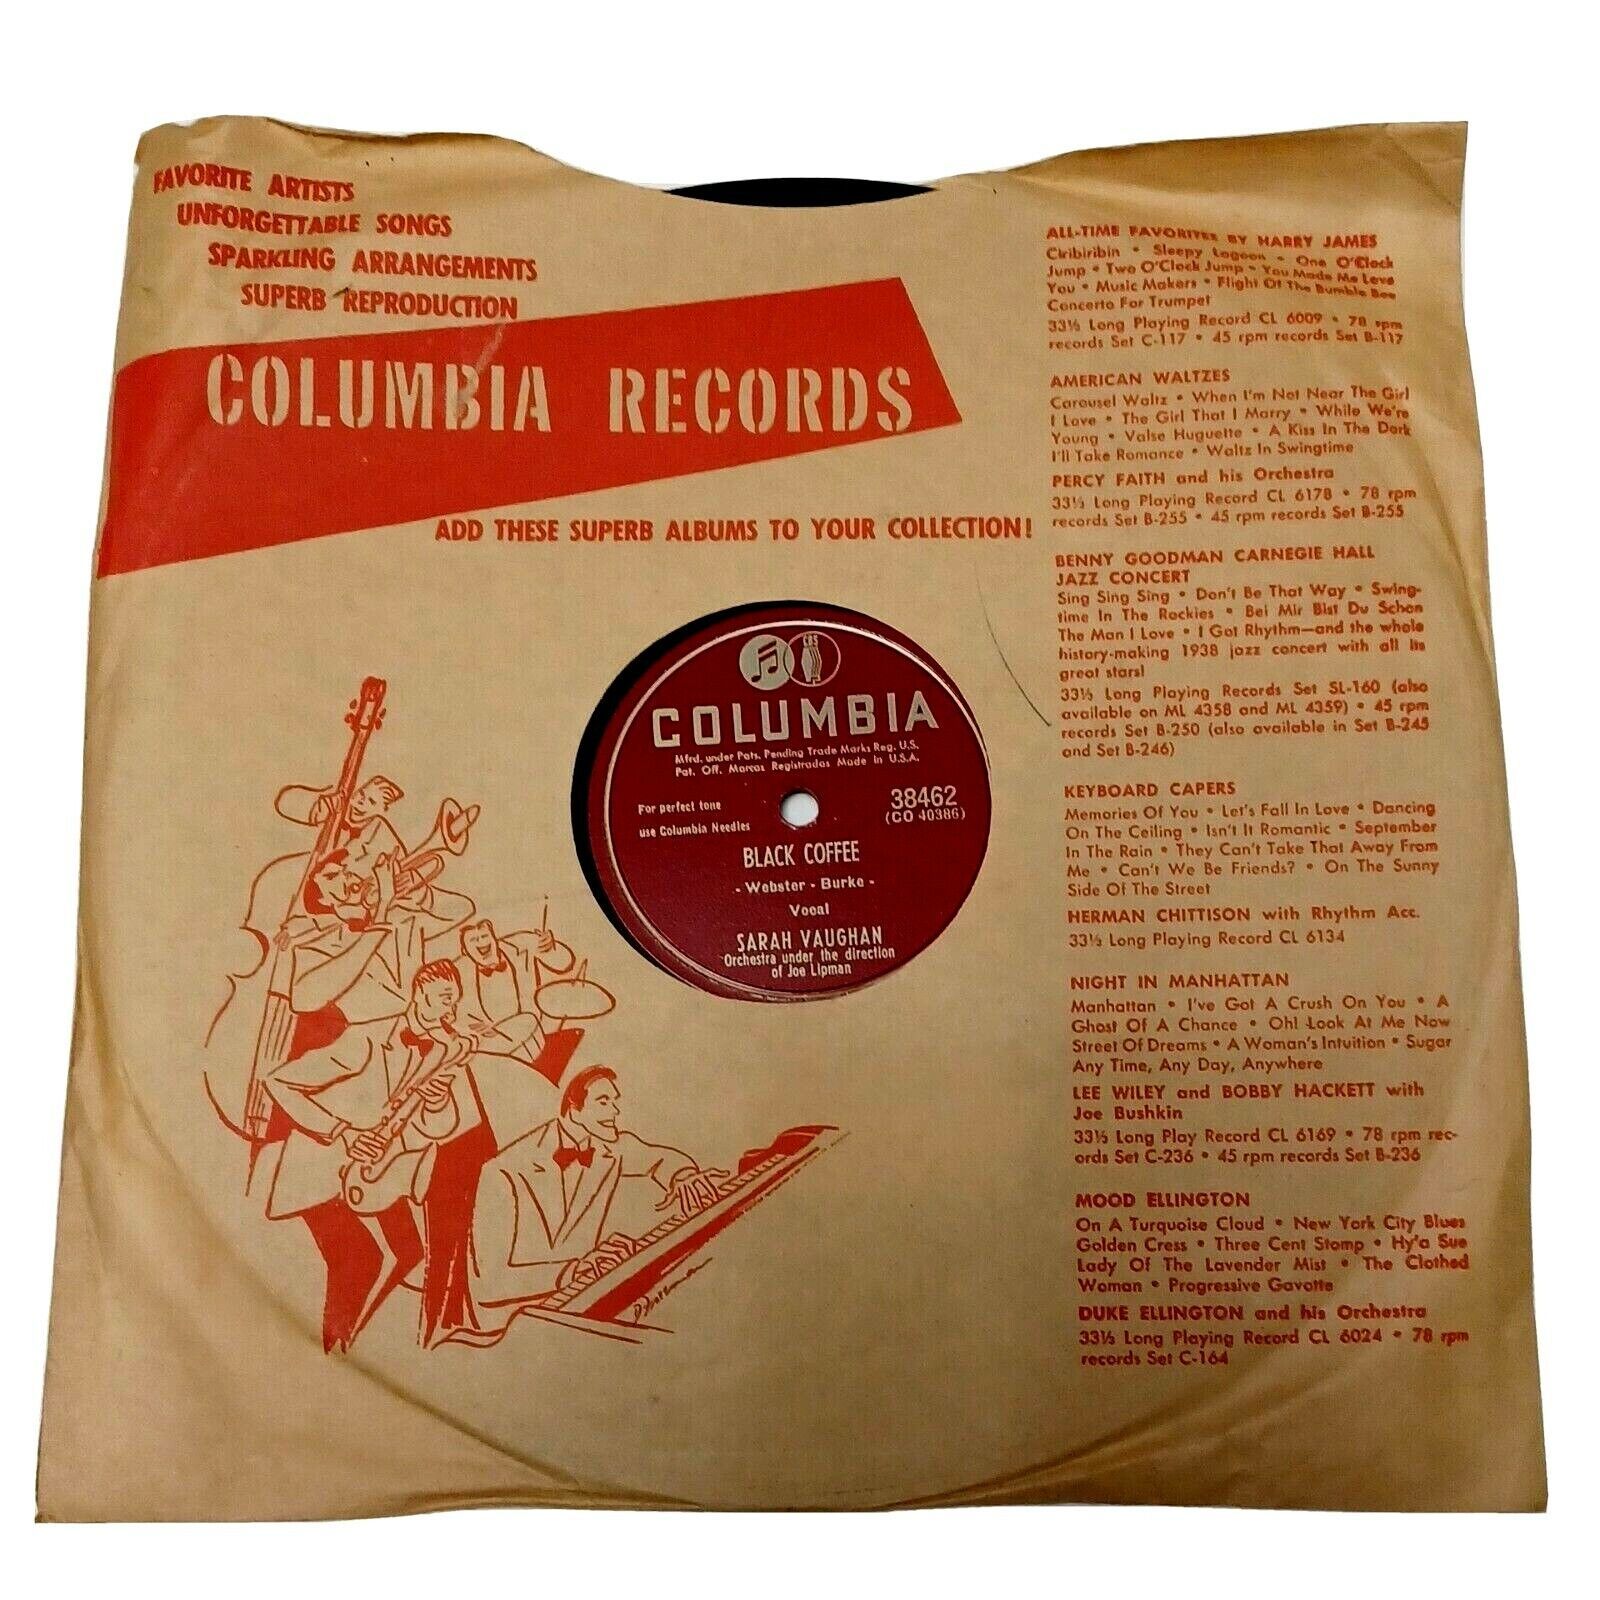 FAVORITE ARTISTS
UNFORGETTABLE SONGS
SPARKLING ARRANGEMENTS
SUPERB REPRODUCTION
COLUMBIA RECORDS
ADD THESE SUPERB ALBUMS TO YOUR COLLECTION!
CBS
COLUMBIA
Mfrd. under Pats. Pending Trade Marks Reg. U.S.
Pat. Off. Marcas Registradas Made in U.S.A.
For perfect tone
use Columbia Needles
38462
(CO 40386)
BLACK COFFEE
- Webster - Burke -
Vocal
SARAH VAUGHAN
Orchestra under the direction
of Joe Lipman
ALL-TIME FAVORITES BY HARRY JAMES
Ciribiribin • Sleepy Lagoon • One O'Clock
Jump • Two O'Clock Jump • You Made Me Love
You • Music Makers • Flight Of The Bumble Bee
Concerto For Trumpet
33⅓ Long Playing Record CL 6009 • 78 rpm
records Set C-117 • 45 rpm records Set B-117
AMERICAN WALTZES
Carousel Waltz • When I'm Not Near The Girl
I Love • The Girl That I Marry • While We're
Young • Valse Huguette • A Kiss In The Dark
I'll Take Romance • Waltz In Swingtime
PERCY FAITH and his Orchestra
33⅓ Long Playing Record CL 6178 • 78 rpm
records Set B-255 • 45 rpm records Set B-255
BENNY GOODMAN CARNEGIE HALL
JAZZ CONCERT
Sing Sing Sing • Don't Be That Way • Swing-
time In The Rockies • Bei Mir Bist Du Schon
The Man I Love • I Got Rhythm—and the whole
history-making 1938 jazz concert with all its
great stars!
33⅓ Long Playing Records Set SL-160 (also
available on ML 4358 and ML 4359) • 45 rpm
records Set B-250 (also available in Set B-245
and Set B-246)
KEYBOARD CAPERS
Memories Of You • Let's Fall In Love • Dancing
On The Ceiling • Isn't It Romantic • September
In The Rain • They Can't Take That Away From
Me • Can't We Be Friends? • On The Sunny
Side Of The Street
HERMAN CHITTISON with Rhythm Acc.
33⅓ Long Playing Record CL 6134
NIGHT IN MANHATTAN
Manhattan • I've Got A Crush On You • A
Ghost Of A Chance • Oh! Look At Me Now
Street Of Dreams • A Woman's Intuition • Sugar
Any Time, Any Day, Anywhere
LEE WILEY and BOBBY HACKETT with
Joe Bushkin
33⅓ Long Play Record CL 6169 • 78 rpm rec-
ords Set C-236 • 45 rpm records Set B-236
MOOD ELLINGTON
On A Turquoise Cloud • New York City Blues
Golden Cress • Three Cent Stomp • Hy'a Sue
Lady Of The Lavender Mist • The Clothed
Woman • Progressive Gavotte
DUKE ELLINGTON and his Orchestra
33⅓ Long Playing Record CL 6024 • 78 rpm
records Set C-164